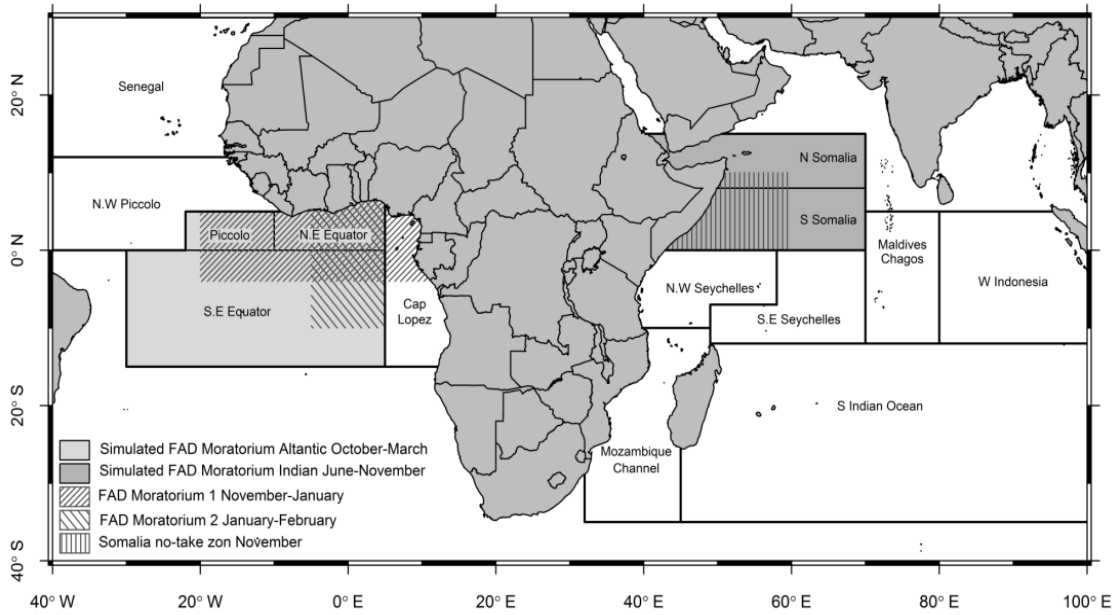 Senegal
N Somalia
N.W Piccolo
S Somalia
Piccolo
N.E Equator
Maldives
Chagos
W Indonesia
N.W Seychelles
S.E Equator
Cap
Lopez
S.E Seychelles
S Indian Ocean
Mozambique
Channel
Simulated FAD Moratorium Altantic October-March
Simulated FAD Moratorium Indian June-November
FAD Moratorium 1 November-January
FAD Moratorium 2 January-February
Somalia no-take zon November
20° N
0° N
20° S
40° S
40° W
20° W
0° E
20° E
40° E
60° E
80° E
100° E